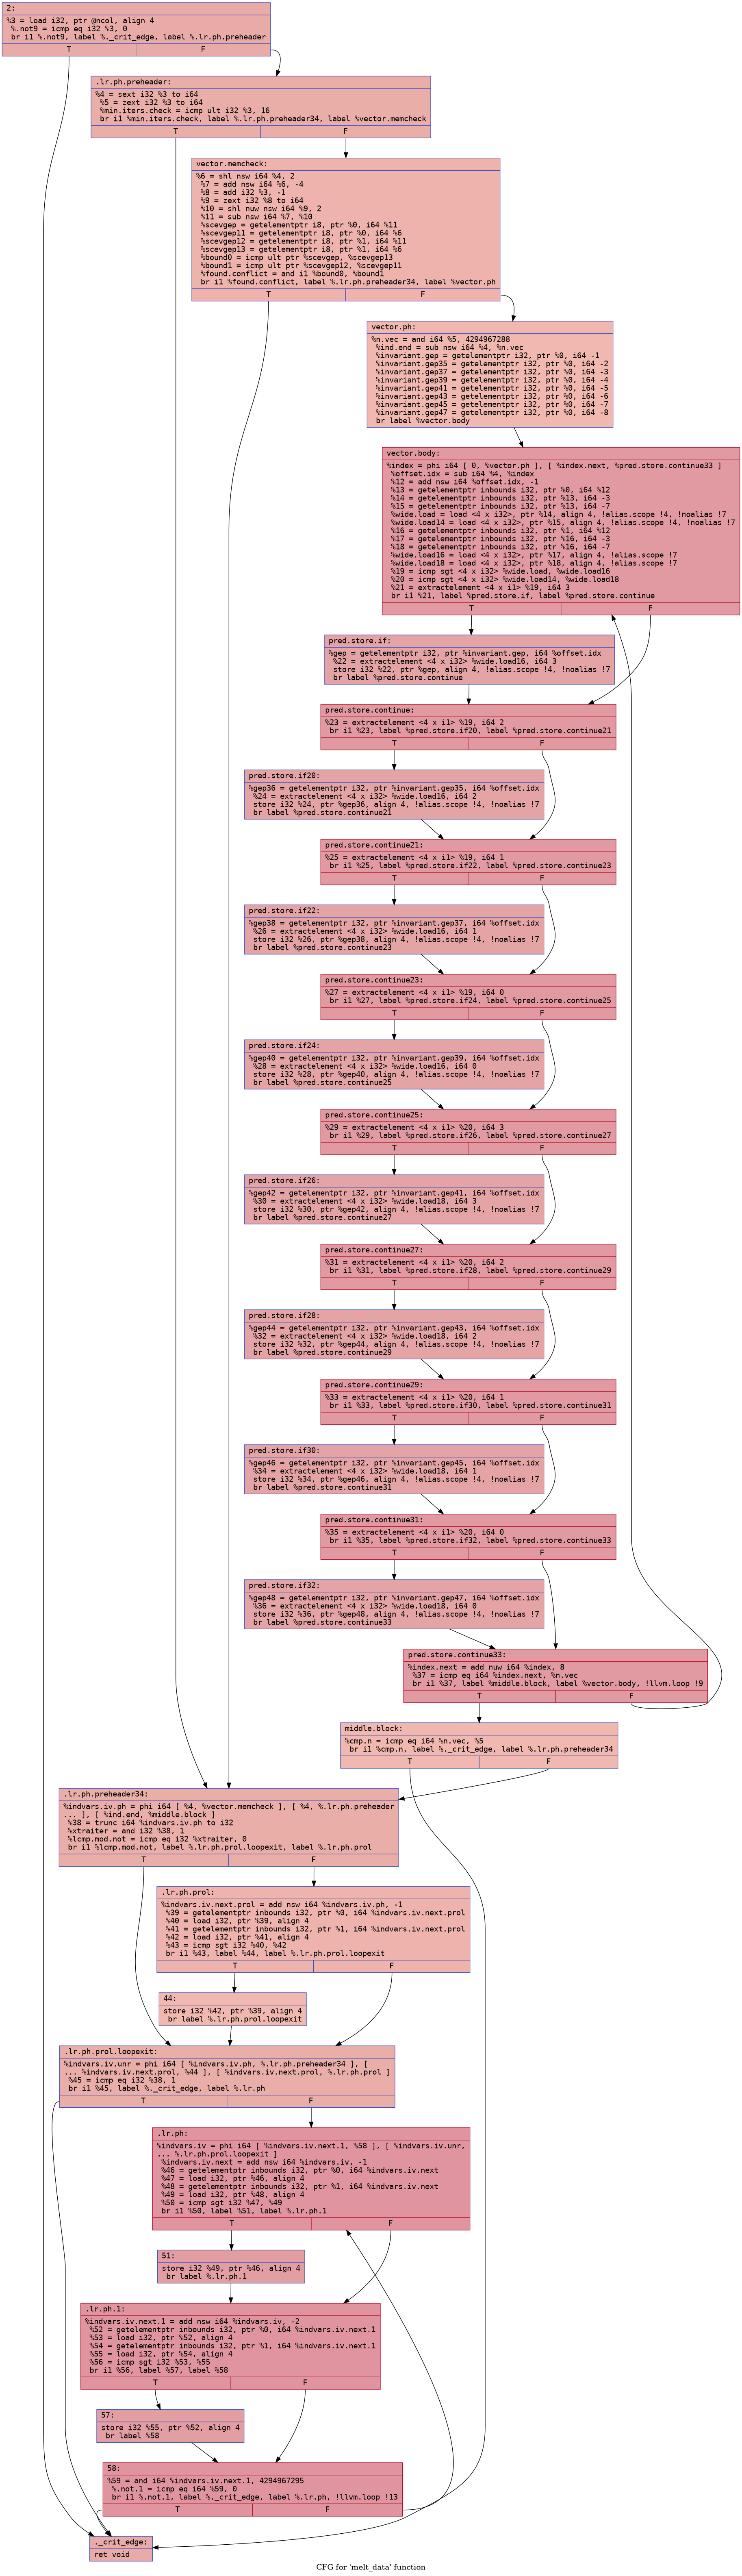 2:
%3 = load i32, ptr @ncol, align 4
%.not9 = icmp eq i32 %3, 0
br i1 %.not9, label %._crit_edge, label %.lr.ph.preheader
T F
.lr.ph.preheader:
%4 = sext i32 %3 to i64
%5 = zext i32 %3 to i64
%min.iters.check = icmp ult i32 %3, 16
br i1 %min.iters.check, label %.lr.ph.preheader34, label %vector.memcheck
T F
vector.memcheck:
%6 = shl nsw i64 %4, 2
%7 = add nsw i64 %6, -4
%8 = add i32 %3, -1
%9 = zext i32 %8 to i64
%10 = shl nuw nsw i64 %9, 2
%11 = sub nsw i64 %7, %10
%scevgep = getelementptr i8, ptr %0, i64 %11
%scevgep11 = getelementptr i8, ptr %0, i64 %6
%scevgep12 = getelementptr i8, ptr %1, i64 %11
%scevgep13 = getelementptr i8, ptr %1, i64 %6
%bound0 = icmp ult ptr %scevgep, %scevgep13
%bound1 = icmp ult ptr %scevgep12, %scevgep11
%found.conflict = and i1 %bound0, %bound1
br i1 %found.conflict, label %.lr.ph.preheader34, label %vector.ph
T F
vector.ph:
%n.vec = and i64 %5, 4294967288
%ind.end = sub nsw i64 %4, %n.vec
%invariant.gep = getelementptr i32, ptr %0, i64 -1
%invariant.gep35 = getelementptr i32, ptr %0, i64 -2
%invariant.gep37 = getelementptr i32, ptr %0, i64 -3
%invariant.gep39 = getelementptr i32, ptr %0, i64 -4
%invariant.gep41 = getelementptr i32, ptr %0, i64 -5
%invariant.gep43 = getelementptr i32, ptr %0, i64 -6
%invariant.gep45 = getelementptr i32, ptr %0, i64 -7
%invariant.gep47 = getelementptr i32, ptr %0, i64 -8
br label %vector.body
vector.body:
%index = phi i64 [ 0, %vector.ph ], [ %index.next, %pred.store.continue33 ]
%offset.idx = sub i64 %4, %index
%12 = add nsw i64 %offset.idx, -1
%13 = getelementptr inbounds i32, ptr %0, i64 %12
%14 = getelementptr inbounds i32, ptr %13, i64 -3
%15 = getelementptr inbounds i32, ptr %13, i64 -7
%wide.load = load <4 x i32>, ptr %14, align 4, !alias.scope !4, !noalias !7
%wide.load14 = load <4 x i32>, ptr %15, align 4, !alias.scope !4, !noalias !7
%16 = getelementptr inbounds i32, ptr %1, i64 %12
%17 = getelementptr inbounds i32, ptr %16, i64 -3
%18 = getelementptr inbounds i32, ptr %16, i64 -7
%wide.load16 = load <4 x i32>, ptr %17, align 4, !alias.scope !7
%wide.load18 = load <4 x i32>, ptr %18, align 4, !alias.scope !7
%19 = icmp sgt <4 x i32> %wide.load, %wide.load16
%20 = icmp sgt <4 x i32> %wide.load14, %wide.load18
%21 = extractelement <4 x i1> %19, i64 3
br i1 %21, label %pred.store.if, label %pred.store.continue
T F
pred.store.if:
%gep = getelementptr i32, ptr %invariant.gep, i64 %offset.idx
%22 = extractelement <4 x i32> %wide.load16, i64 3
store i32 %22, ptr %gep, align 4, !alias.scope !4, !noalias !7
br label %pred.store.continue
pred.store.continue:
%23 = extractelement <4 x i1> %19, i64 2
br i1 %23, label %pred.store.if20, label %pred.store.continue21
T F
pred.store.if20:
%gep36 = getelementptr i32, ptr %invariant.gep35, i64 %offset.idx
%24 = extractelement <4 x i32> %wide.load16, i64 2
store i32 %24, ptr %gep36, align 4, !alias.scope !4, !noalias !7
br label %pred.store.continue21
pred.store.continue21:
%25 = extractelement <4 x i1> %19, i64 1
br i1 %25, label %pred.store.if22, label %pred.store.continue23
T F
pred.store.if22:
%gep38 = getelementptr i32, ptr %invariant.gep37, i64 %offset.idx
%26 = extractelement <4 x i32> %wide.load16, i64 1
store i32 %26, ptr %gep38, align 4, !alias.scope !4, !noalias !7
br label %pred.store.continue23
pred.store.continue23:
%27 = extractelement <4 x i1> %19, i64 0
br i1 %27, label %pred.store.if24, label %pred.store.continue25
T F
pred.store.if24:
%gep40 = getelementptr i32, ptr %invariant.gep39, i64 %offset.idx
%28 = extractelement <4 x i32> %wide.load16, i64 0
store i32 %28, ptr %gep40, align 4, !alias.scope !4, !noalias !7
br label %pred.store.continue25
pred.store.continue25:
%29 = extractelement <4 x i1> %20, i64 3
br i1 %29, label %pred.store.if26, label %pred.store.continue27
T F
pred.store.if26:
%gep42 = getelementptr i32, ptr %invariant.gep41, i64 %offset.idx
%30 = extractelement <4 x i32> %wide.load18, i64 3
store i32 %30, ptr %gep42, align 4, !alias.scope !4, !noalias !7
br label %pred.store.continue27
pred.store.continue27:
%31 = extractelement <4 x i1> %20, i64 2
br i1 %31, label %pred.store.if28, label %pred.store.continue29
T F
pred.store.if28:
%gep44 = getelementptr i32, ptr %invariant.gep43, i64 %offset.idx
%32 = extractelement <4 x i32> %wide.load18, i64 2
store i32 %32, ptr %gep44, align 4, !alias.scope !4, !noalias !7
br label %pred.store.continue29
pred.store.continue29:
%33 = extractelement <4 x i1> %20, i64 1
br i1 %33, label %pred.store.if30, label %pred.store.continue31
T F
pred.store.if30:
%gep46 = getelementptr i32, ptr %invariant.gep45, i64 %offset.idx
%34 = extractelement <4 x i32> %wide.load18, i64 1
store i32 %34, ptr %gep46, align 4, !alias.scope !4, !noalias !7
br label %pred.store.continue31
pred.store.continue31:
%35 = extractelement <4 x i1> %20, i64 0
br i1 %35, label %pred.store.if32, label %pred.store.continue33
T F
pred.store.if32:
%gep48 = getelementptr i32, ptr %invariant.gep47, i64 %offset.idx
%36 = extractelement <4 x i32> %wide.load18, i64 0
store i32 %36, ptr %gep48, align 4, !alias.scope !4, !noalias !7
br label %pred.store.continue33
pred.store.continue33:
%index.next = add nuw i64 %index, 8
%37 = icmp eq i64 %index.next, %n.vec
br i1 %37, label %middle.block, label %vector.body, !llvm.loop !9
T F
middle.block:
%cmp.n = icmp eq i64 %n.vec, %5
br i1 %cmp.n, label %._crit_edge, label %.lr.ph.preheader34
T F
.lr.ph.preheader34:
%indvars.iv.ph = phi i64 [ %4, %vector.memcheck ], [ %4, %.lr.ph.preheader
... ], [ %ind.end, %middle.block ]
%38 = trunc i64 %indvars.iv.ph to i32
%xtraiter = and i32 %38, 1
%lcmp.mod.not = icmp eq i32 %xtraiter, 0
br i1 %lcmp.mod.not, label %.lr.ph.prol.loopexit, label %.lr.ph.prol
T F
.lr.ph.prol:
%indvars.iv.next.prol = add nsw i64 %indvars.iv.ph, -1
%39 = getelementptr inbounds i32, ptr %0, i64 %indvars.iv.next.prol
%40 = load i32, ptr %39, align 4
%41 = getelementptr inbounds i32, ptr %1, i64 %indvars.iv.next.prol
%42 = load i32, ptr %41, align 4
%43 = icmp sgt i32 %40, %42
br i1 %43, label %44, label %.lr.ph.prol.loopexit
T F
44:
store i32 %42, ptr %39, align 4
br label %.lr.ph.prol.loopexit
.lr.ph.prol.loopexit:
%indvars.iv.unr = phi i64 [ %indvars.iv.ph, %.lr.ph.preheader34 ], [
... %indvars.iv.next.prol, %44 ], [ %indvars.iv.next.prol, %.lr.ph.prol ]
%45 = icmp eq i32 %38, 1
br i1 %45, label %._crit_edge, label %.lr.ph
T F
.lr.ph:
%indvars.iv = phi i64 [ %indvars.iv.next.1, %58 ], [ %indvars.iv.unr,
... %.lr.ph.prol.loopexit ]
%indvars.iv.next = add nsw i64 %indvars.iv, -1
%46 = getelementptr inbounds i32, ptr %0, i64 %indvars.iv.next
%47 = load i32, ptr %46, align 4
%48 = getelementptr inbounds i32, ptr %1, i64 %indvars.iv.next
%49 = load i32, ptr %48, align 4
%50 = icmp sgt i32 %47, %49
br i1 %50, label %51, label %.lr.ph.1
T F
51:
store i32 %49, ptr %46, align 4
br label %.lr.ph.1
.lr.ph.1:
%indvars.iv.next.1 = add nsw i64 %indvars.iv, -2
%52 = getelementptr inbounds i32, ptr %0, i64 %indvars.iv.next.1
%53 = load i32, ptr %52, align 4
%54 = getelementptr inbounds i32, ptr %1, i64 %indvars.iv.next.1
%55 = load i32, ptr %54, align 4
%56 = icmp sgt i32 %53, %55
br i1 %56, label %57, label %58
T F
57:
store i32 %55, ptr %52, align 4
br label %58
58:
%59 = and i64 %indvars.iv.next.1, 4294967295
%.not.1 = icmp eq i64 %59, 0
br i1 %.not.1, label %._crit_edge, label %.lr.ph, !llvm.loop !13
T F
._crit_edge:
ret void
CFG for 'melt_data' function